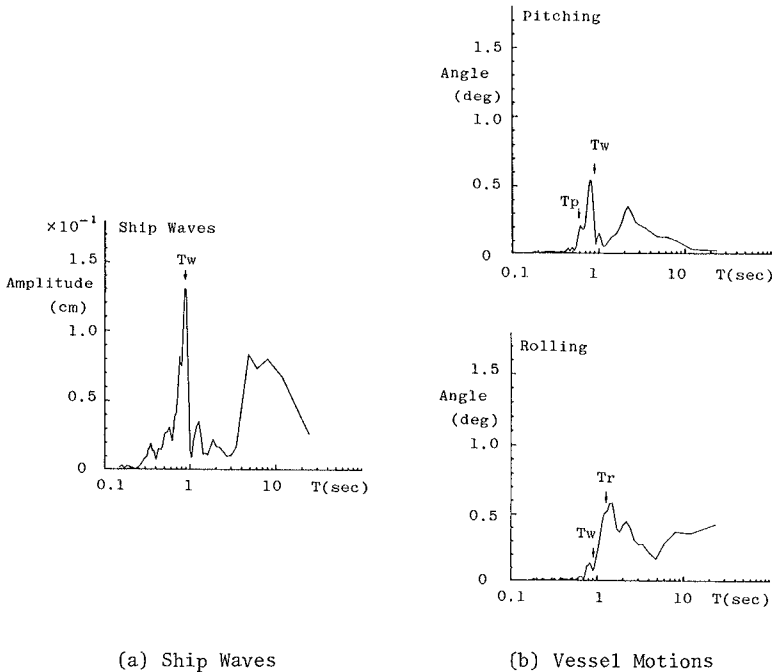 ×10⁻¹
Ship Waves
1.5
Tw
Amplitude
(cm)
1.0
0.5
0
0.1 1 10 T(sec)
(a) Ship Waves
Pitching
1.5
Angle
(deg)
1.0
Tw
0.5
Tp
0
0.1 1 10 T(sec)
Rolling
1.5
Angle
(deg)
1.0
Tr
0.5
Tw
0
0.1 1 10 T(sec)
(b) Vessel Motions